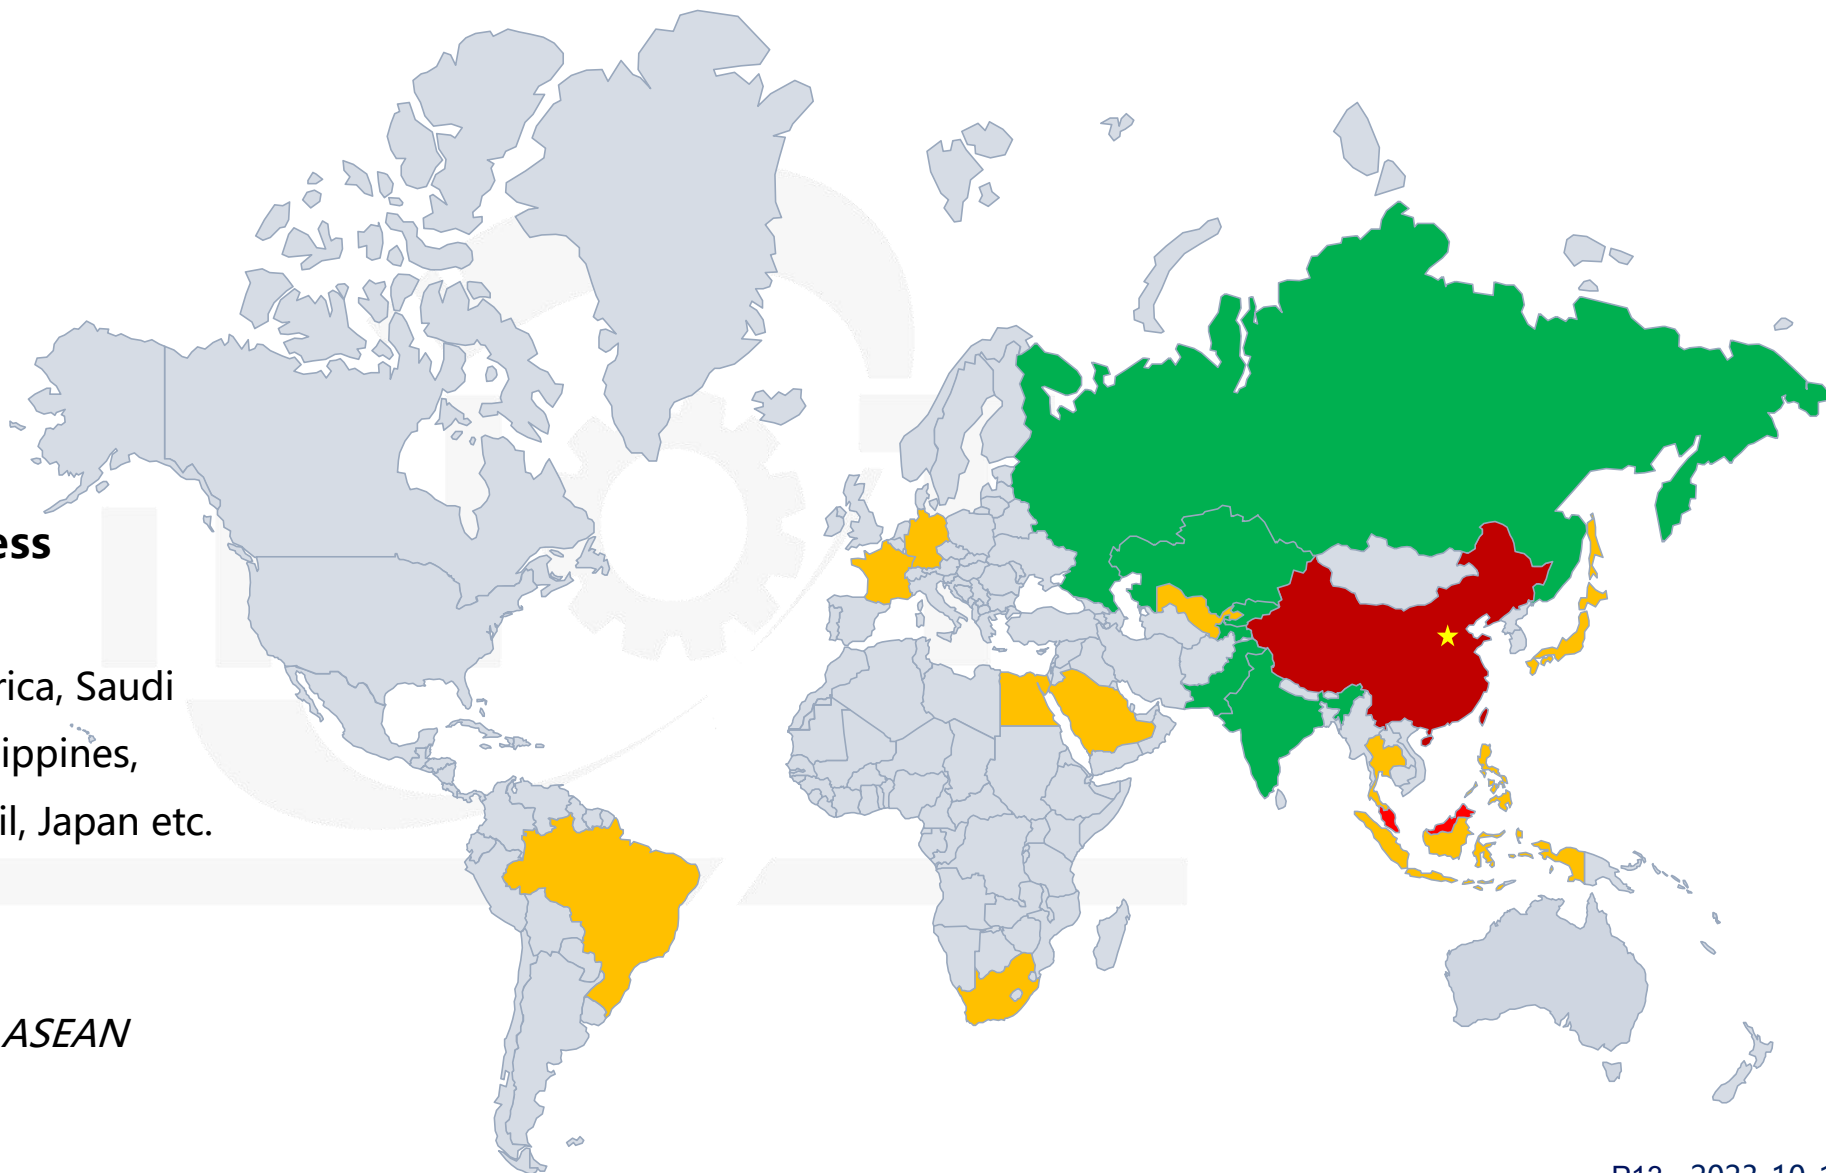 ess
rica, Saudi
ippines,
il, Japan etc.
ASEAN